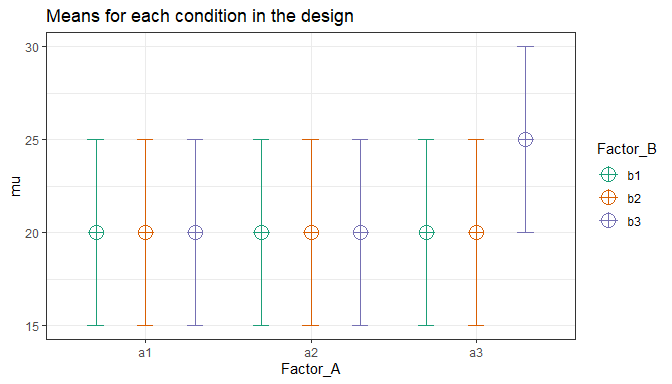 Means for each condition in the design
30
25
20
15
mu
a1
a2
a3
Factor_A
Factor_B
b1
b2
b3